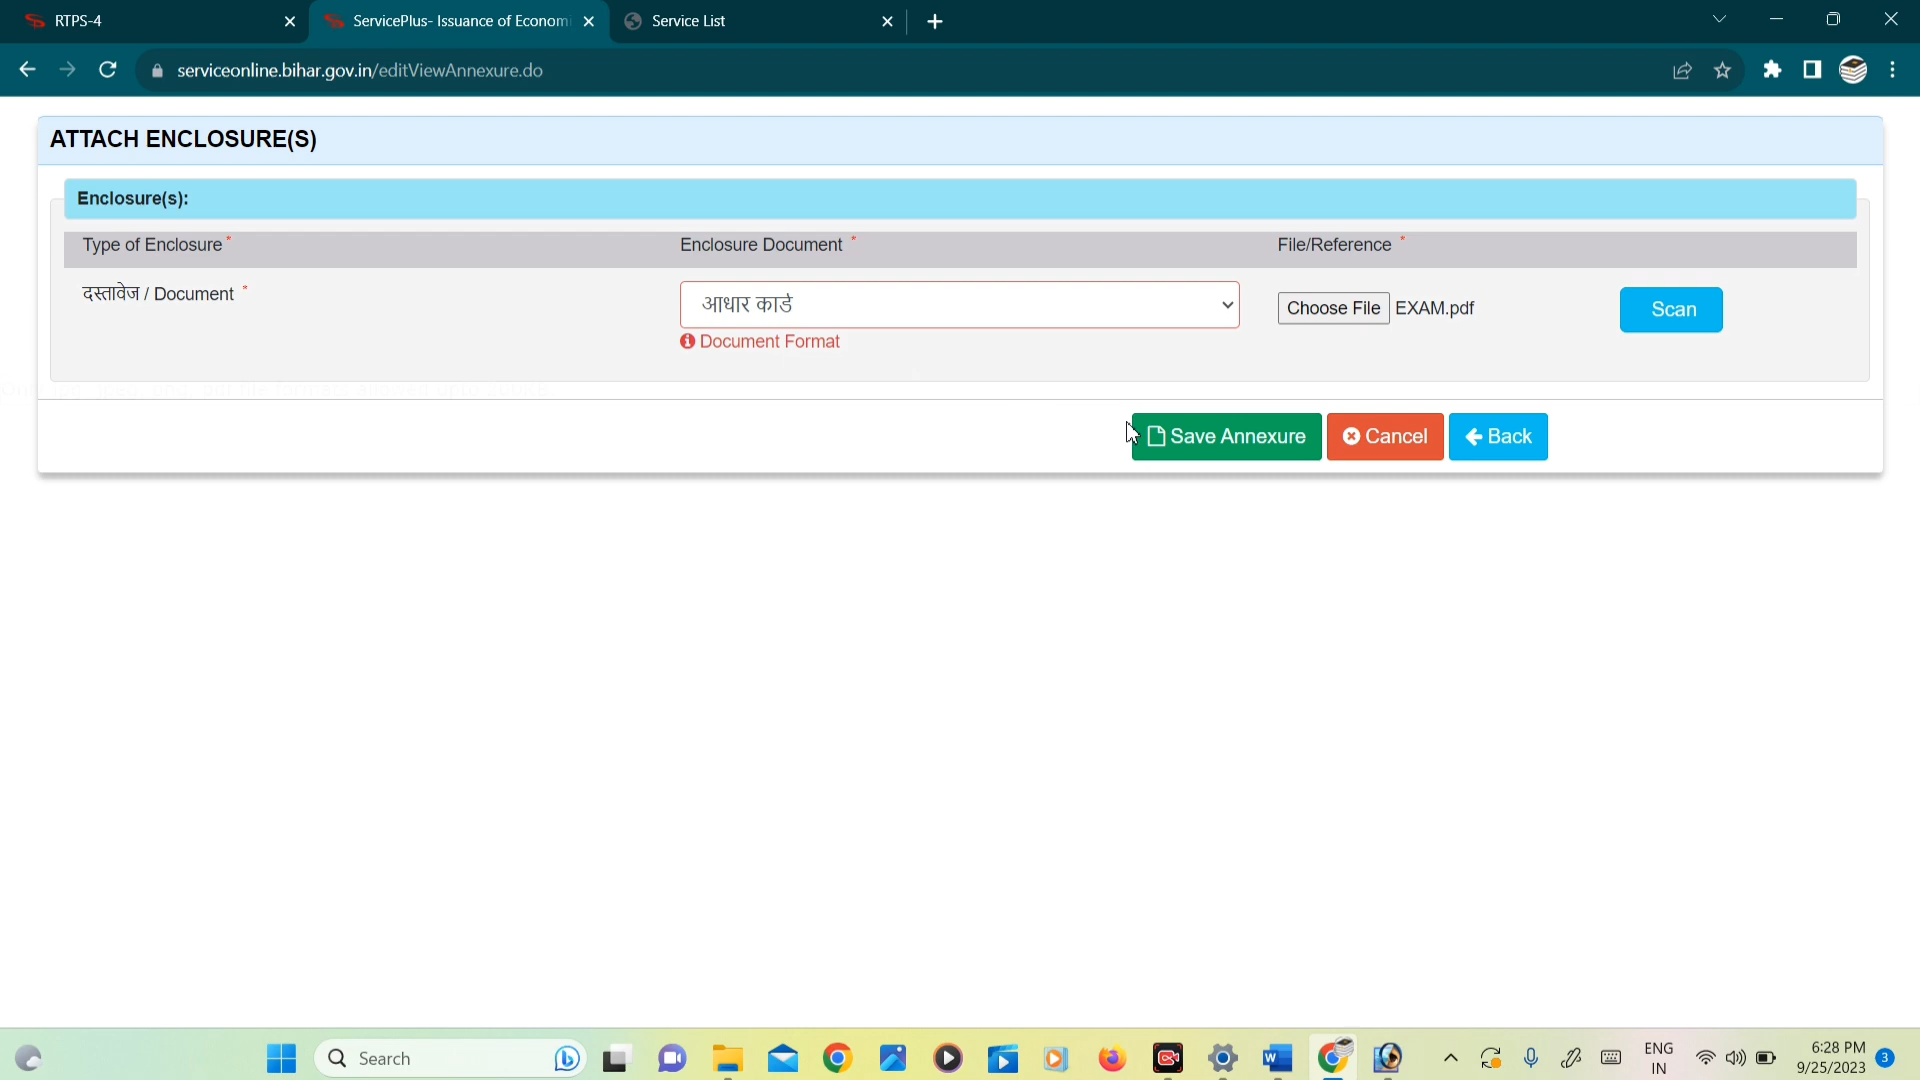 RTPS-4
ServicePlus- Issuance of Econom
Service List
serviceonline.bihar.gov.in/editViewAnnexure.do
ATTACH ENCLOSURE(S)
Enclosure(s):
Type of Enclosure * Enclosure Document * File/Reference *
दस्तावेज / Document * आधार कार्ड Choose File EXAM.pdf Scan
Document Format
Save Annexure Cancel Back
Search
ENG
IN
6:28 PM
9/25/2023
3